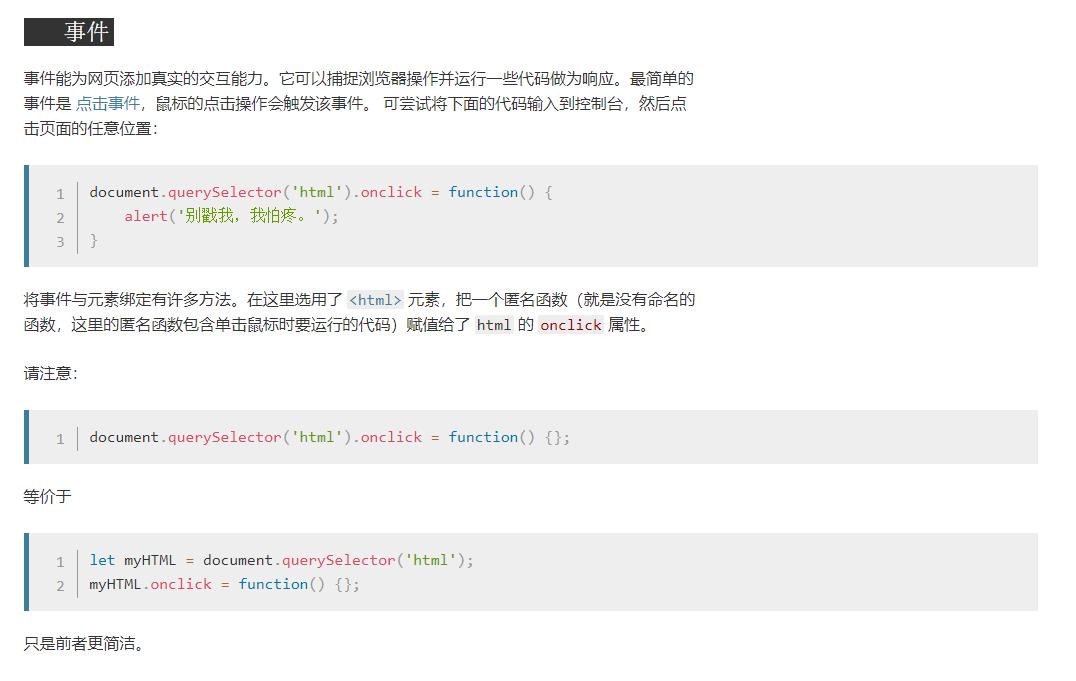 事件
事件能为网页添加真实的交互能力。它可以捕捉浏览器操作并运行一些代码做为响应。最简单的
事件是 点击事件，鼠标的点击操作会触发该事件。 可尝试将下面的代码输入到控制台，然后点
击页面的任意位置：
1 document.querySelector('html').onclick = function() {
2     alert('别戳我，我怕疼。');
3 }
将事件与元素绑定有许多方法。在这里选用了 <html> 元素，把一个匿名函数（就是没有命名的
函数，这里的匿名函数包含单击鼠标时要运行的代码）赋值给了 html 的 onclick 属性。
请注意：
1 document.querySelector('html').onclick = function() {};
等价于
1 let myHTML = document.querySelector('html');
2 myHTML.onclick = function() {};
只是前者更简洁。